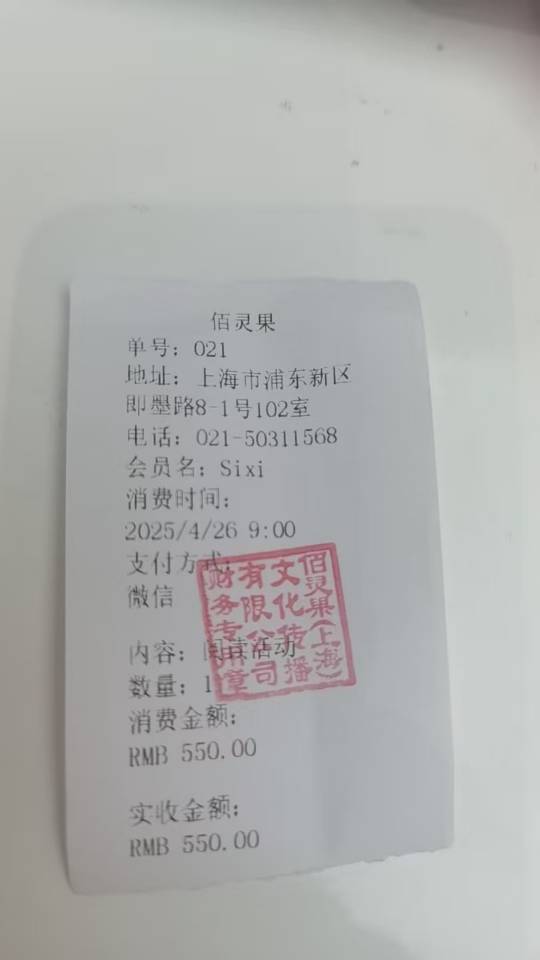 佰灵果
单号：021
地址：上海市浦东新区
即墨路8-1号102室
电话：021-50311568
会员名：Sixi
消费时间：
2025/4/26 9:00
支付方式：
微信
内容：阅读活动
数量：1
消费金额：
RMB 550.00
实收金额：
RMB 550.00
佰灵果(上海)
文化传播
有限公司
财务专用章